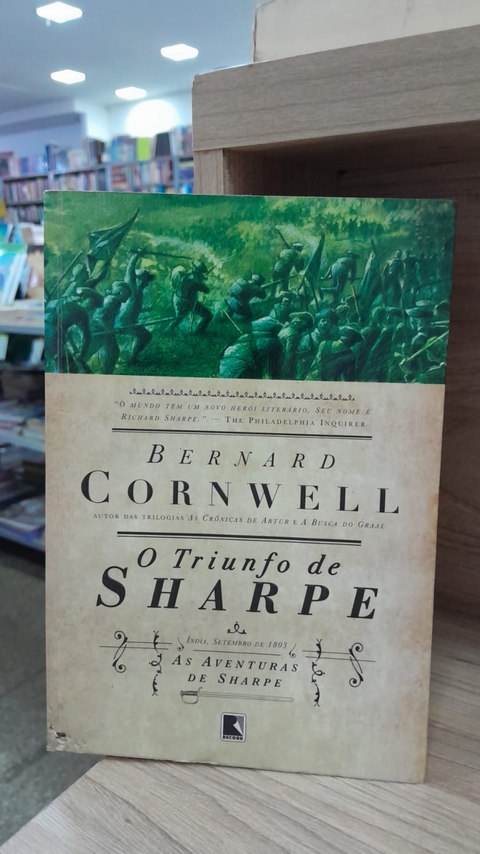 "O mundo tem um novo herói literário. Seu nome é
Richard Sharpe." — The Philadelphia Inquirer
Bernard
Cornwell
autor das trilogias As Crônicas de Artur e A Busca do Graal
O Triunfo de
Sharpe
Índia, Setembro de 1803
As Aventuras
de Sharpe
RECORD